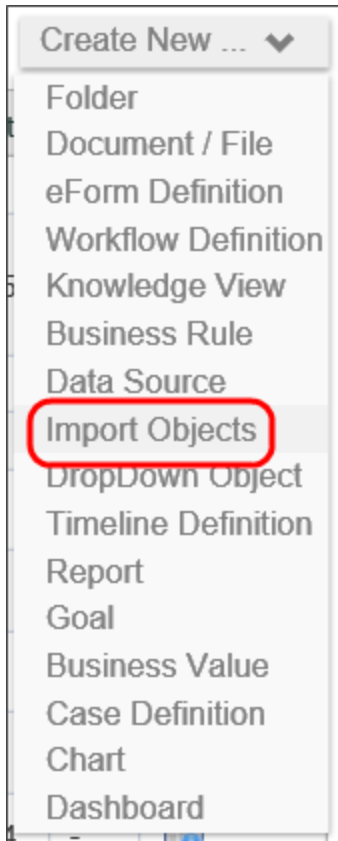 Create New ...
Folder
Document / File
eForm Definition
Workflow Definition
Knowledge View
Business Rule
Data Source
Import Objects
DropDown Object
Timeline Definition
Report
Goal
Business Value
Case Definition
Chart
Dashboard